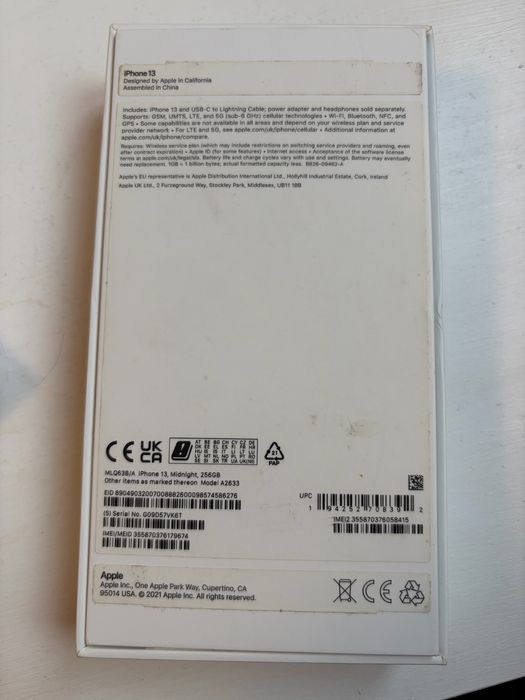 iPhone 13
Designed by Apple in California
Assembled in China
Includes: iPhone 13 and USB-C to Lightning Cable; power adapter and headphones sold separately.
Supports: GSM, UMTS, LTE, and 5G (sub-6 GHz) cellular technologies • Wi-Fi, Bluetooth, NFC, and
GPS • Some capabilities are not available in all areas and depend on your wireless plan and service
provider network • For LTE and 5G, see apple.com/uk/iphone/cellular • Additional information at
apple.com/uk/iphone/compare.
Requires: Wireless service plan (which may include restrictions on switching service providers and roaming, even
after contract expiration) • Apple ID (for some features) • Internet access • Acceptance of the software license
terms at apple.com/uk/legal/sla. Battery life and charge cycles vary with use and settings. Battery may eventually
need replacement. 1GB = 1 billion bytes; actual formatted capacity less.
Apple's EU representative is Apple Distribution International Ltd., Hollyhill Industrial Estate, Cork, Ireland
Apple UK Ltd., 2 Furzeground Way, Stockley Park, Middlesex, UB11 1BB
CE UK CA
21
PAP
MLQ63B/A iPhone 13, Midnight, 256GB
Other items as marked thereon Model A2633
EID 89049032007008882600098574586276
UPC
1 94252 70839 2
(S) Serial No. G09D57VK6T
IMEI2 355870376058415
IMEI/MEID 355870376179674
Apple
Apple Inc., One Apple Park Way, Cupertino, CA
95014 USA. © 2021 Apple Inc. All rights reserved.
CE